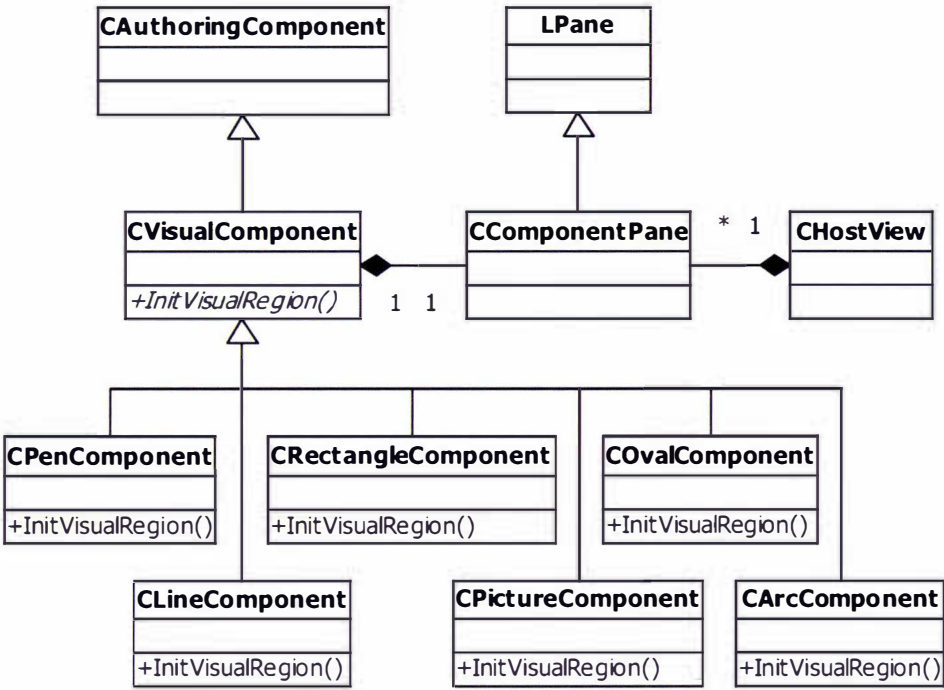 CAuthoringComponent
LPane
CVisualComponent
+InitVisualRegion()
1 1
CComponentPane
* 1
CHostView
CPenComponent
+InitVisualRegion()
CRectangleComponent
+InitVisualRegion()
COvalComponent
+InitVisualRegion()
CLineComponent
+InitVisualRegion()
CPictureComponent
+InitVisualRegion()
CArcComponent
+InitVisualRegion()